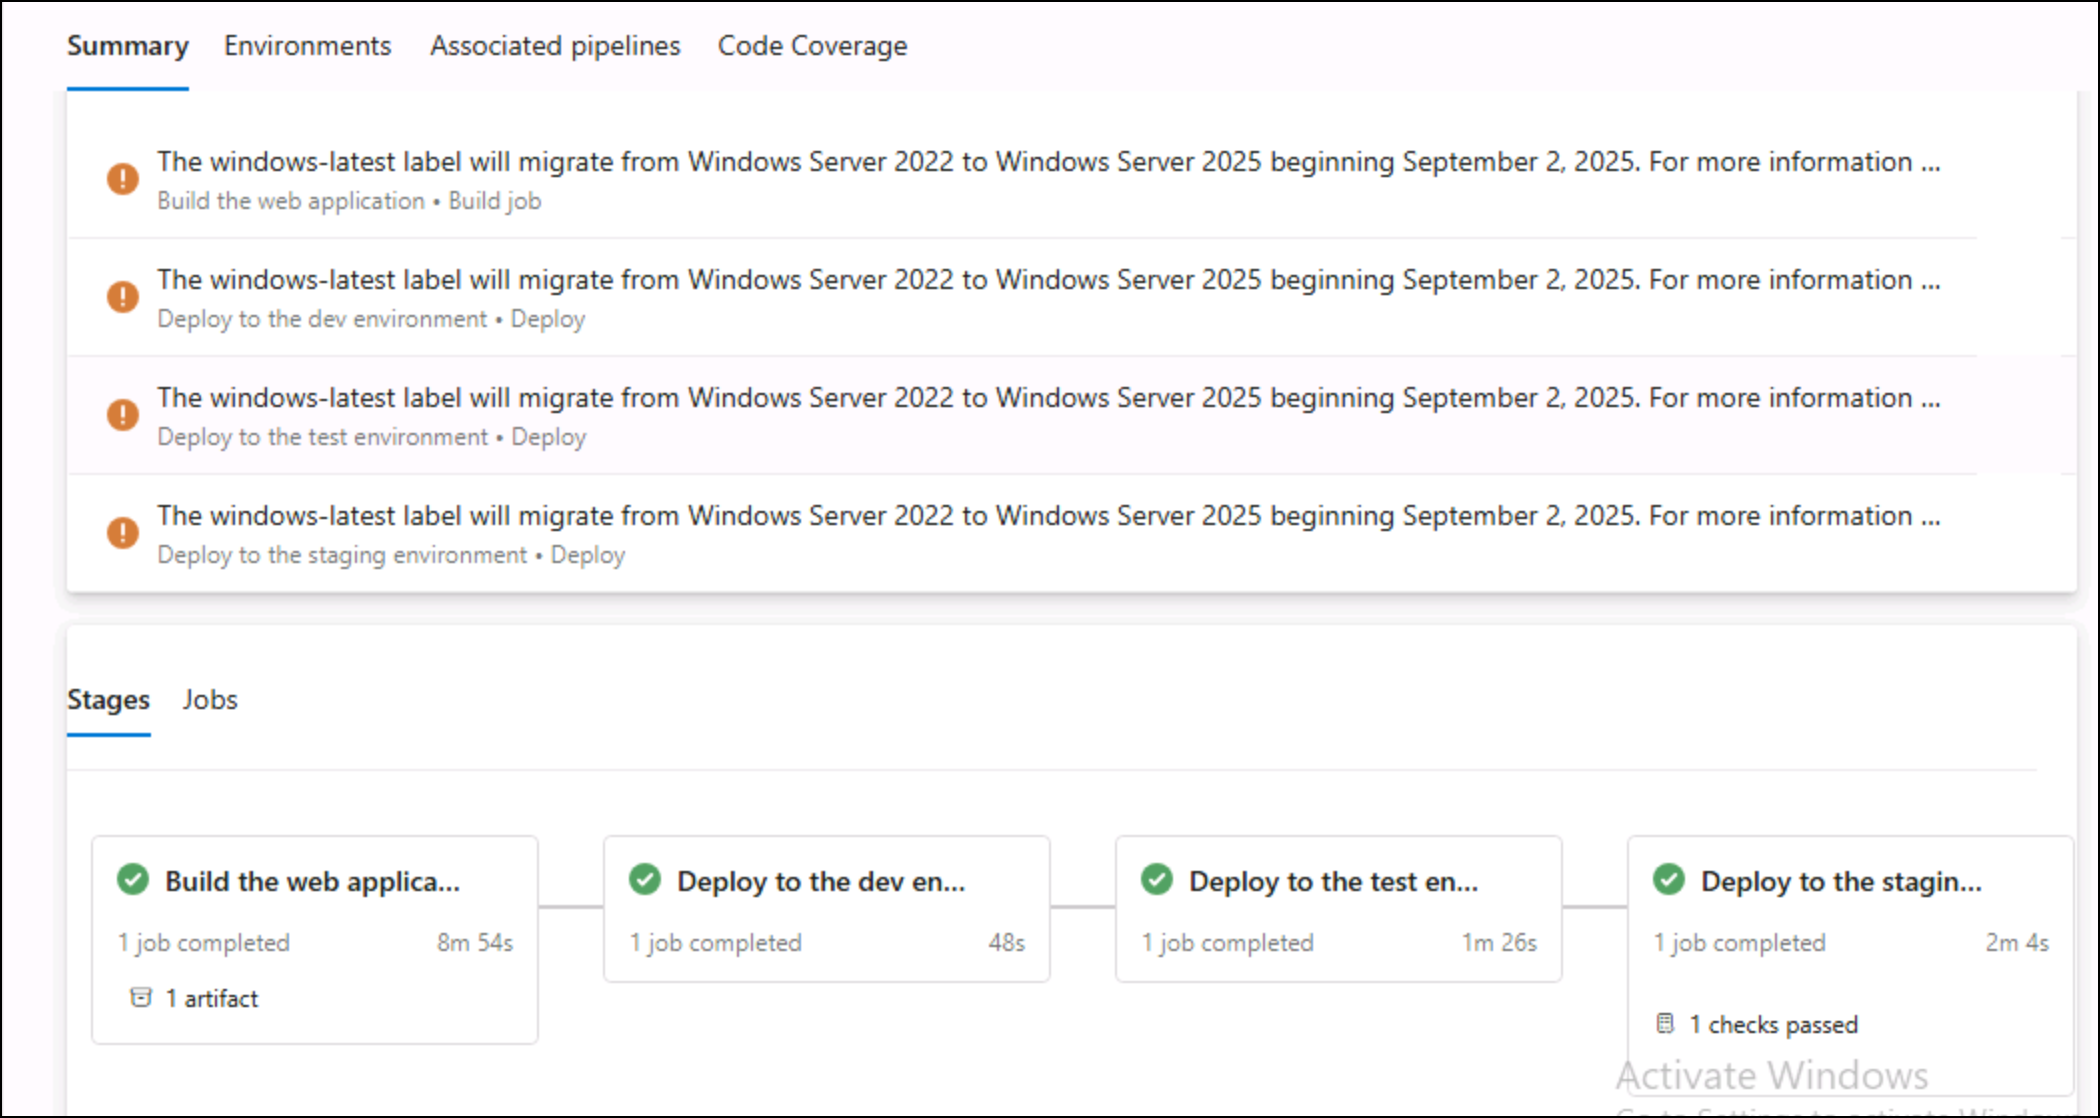 Summary Environments Associated pipelines Code Coverage
The windows-latest label will migrate from Windows Server 2022 to Windows Server 2025 beginning September 2, 2025. For more information ...
Build the web application • Build job
The windows-latest label will migrate from Windows Server 2022 to Windows Server 2025 beginning September 2, 2025. For more information ...
Deploy to the dev environment • Deploy
The windows-latest label will migrate from Windows Server 2022 to Windows Server 2025 beginning September 2, 2025. For more information ...
Deploy to the test environment • Deploy
The windows-latest label will migrate from Windows Server 2022 to Windows Server 2025 beginning September 2, 2025. For more information ...
Deploy to the staging environment • Deploy
Stages Jobs
Build the web applica...
1 job completed 8m 54s
1 artifact
Deploy to the dev en...
1 job completed 48s
Deploy to the test en...
1 job completed 1m 26s
Deploy to the stagin...
1 job completed 2m 4s
1 checks passed
Activate Windows